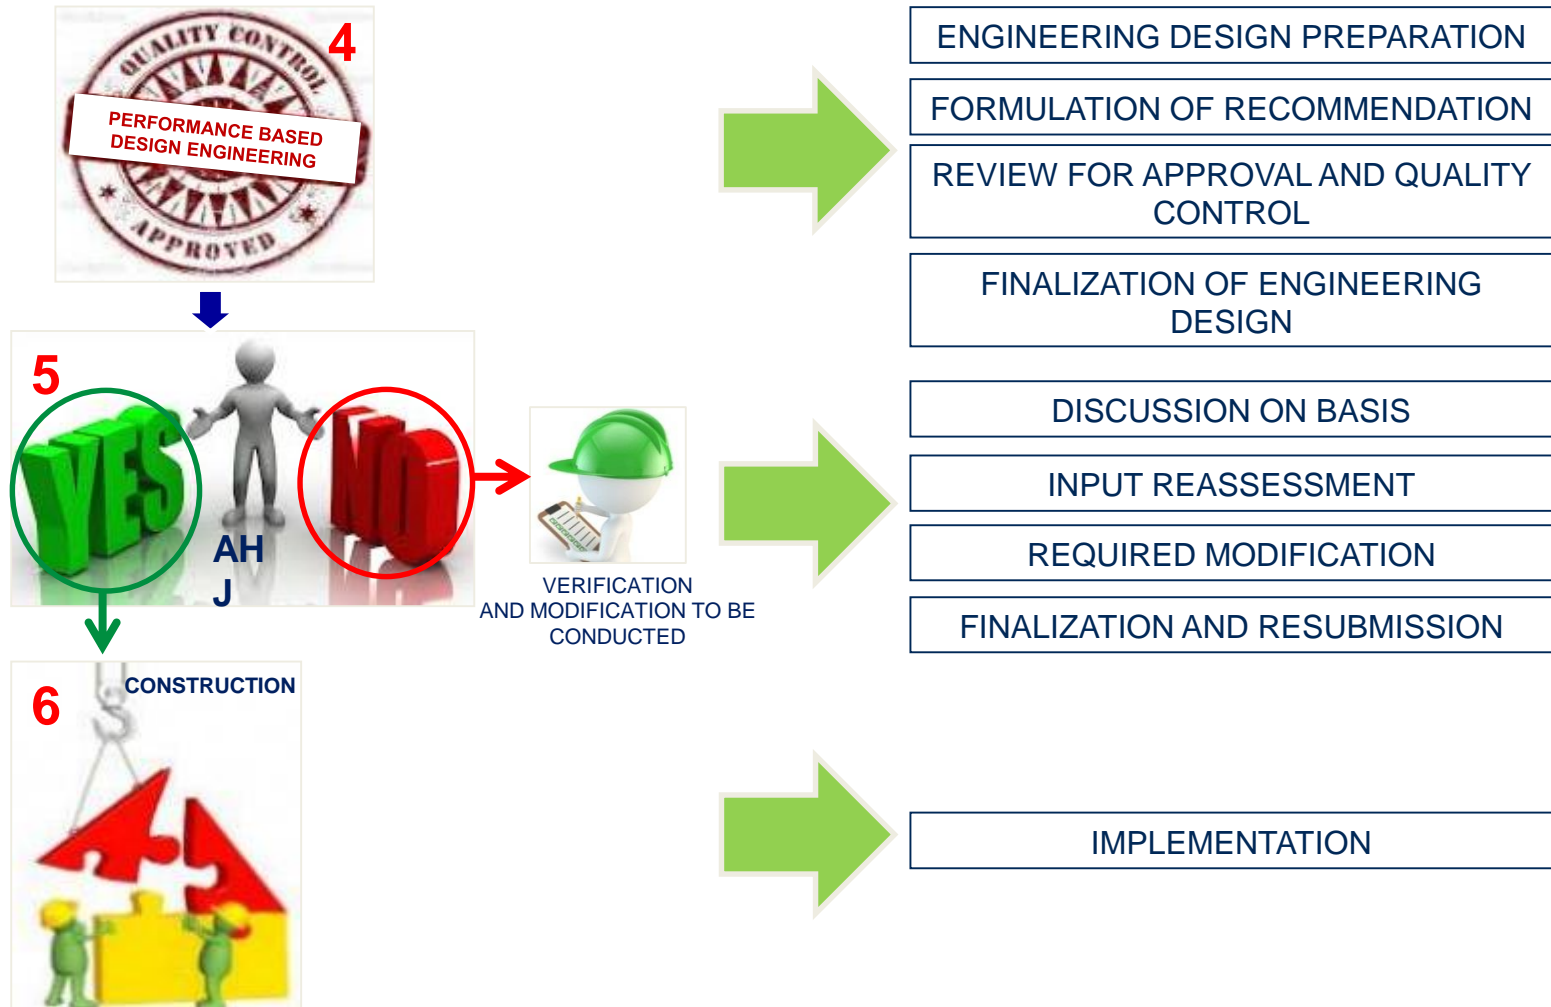 4
QUALITY CONTROL
PERFORMANCE BASED
DESIGN ENGINEERING
APPROVED
ENGINEERING DESIGN PREPARATION
FORMULATION OF RECOMMENDATION
REVIEW FOR APPROVAL AND QUALITY
CONTROL
FINALIZATION OF ENGINEERING
DESIGN
5
YES
NO
AH
J
VERIFICATION
AND MODIFICATION TO BE
CONDUCTED
DISCUSSION ON BASIS
INPUT REASSESSMENT
REQUIRED MODIFICATION
FINALIZATION AND RESUBMISSION
6
CONSTRUCTION
IMPLEMENTATION